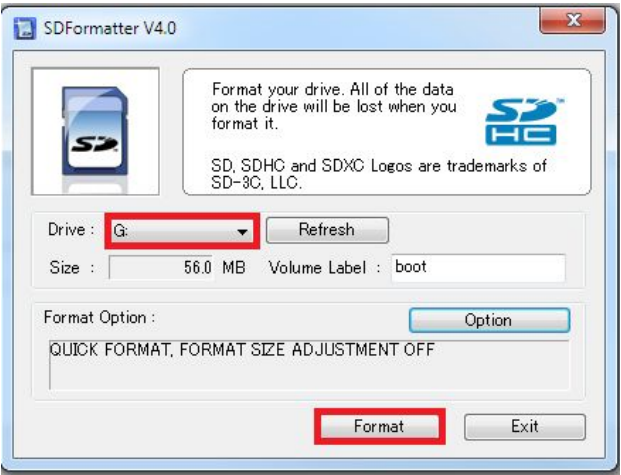 SDFormatter V4.0
Format your drive. All of the data
on the drive will be lost when you
format it.
SD, SDHC and SDXC Logos are trademarks of
SD-3C, LLC.
SD
SD
HC
Drive : G: Refresh
Size : 56.0 MB Volume Label : boot
Format Option : Option
QUICK FORMAT, FORMAT SIZE ADJUSTMENT OFF
Format Exit